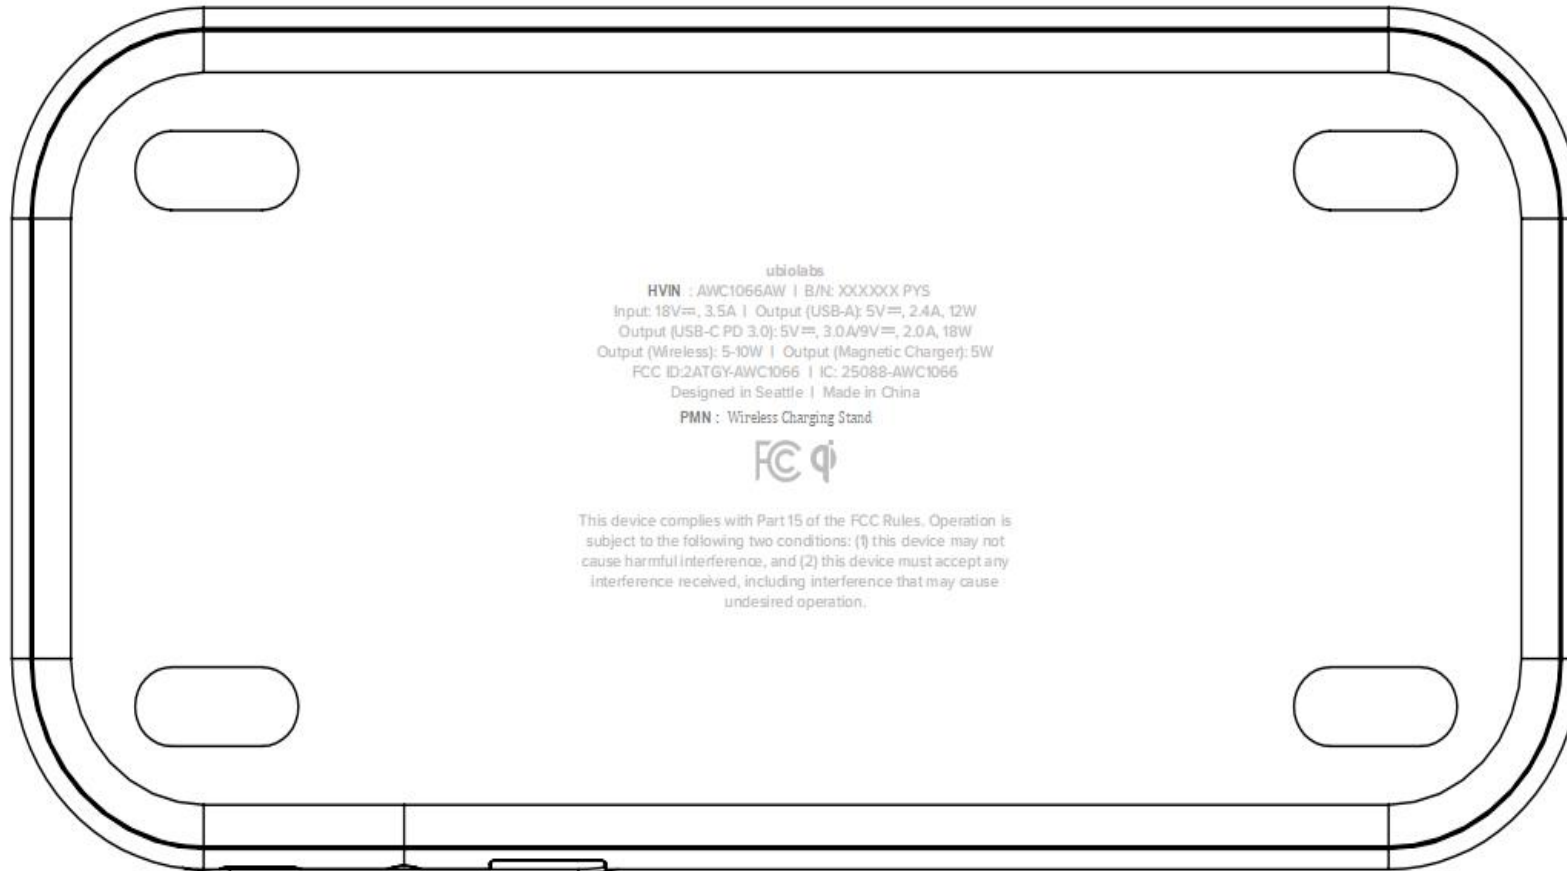 ubiolabs
HVIN : AWC1066AW | B/N: XXXXXX PYS
Input: 18V⎓, 3.5A | Output (USB-A): 5V⎓, 2.4A, 12W
Output (USB-C PD 3.0): 5V⎓, 3.0A/9V⎓, 2.0A, 18W
Output (Wireless): 5-10W | Output (Magnetic Charger): 5W
FCC ID:2ATGY-AWC1066 | IC: 25088-AWC1066
Designed in Seattle | Made in China
PMN : Wireless Charging Stand
FC qi
This device complies with Part 15 of the FCC Rules. Operation is
subject to the following two conditions: (1) this device may not
cause harmful interference, and (2) this device must accept any
interference received, including interference that may cause
undesired operation.